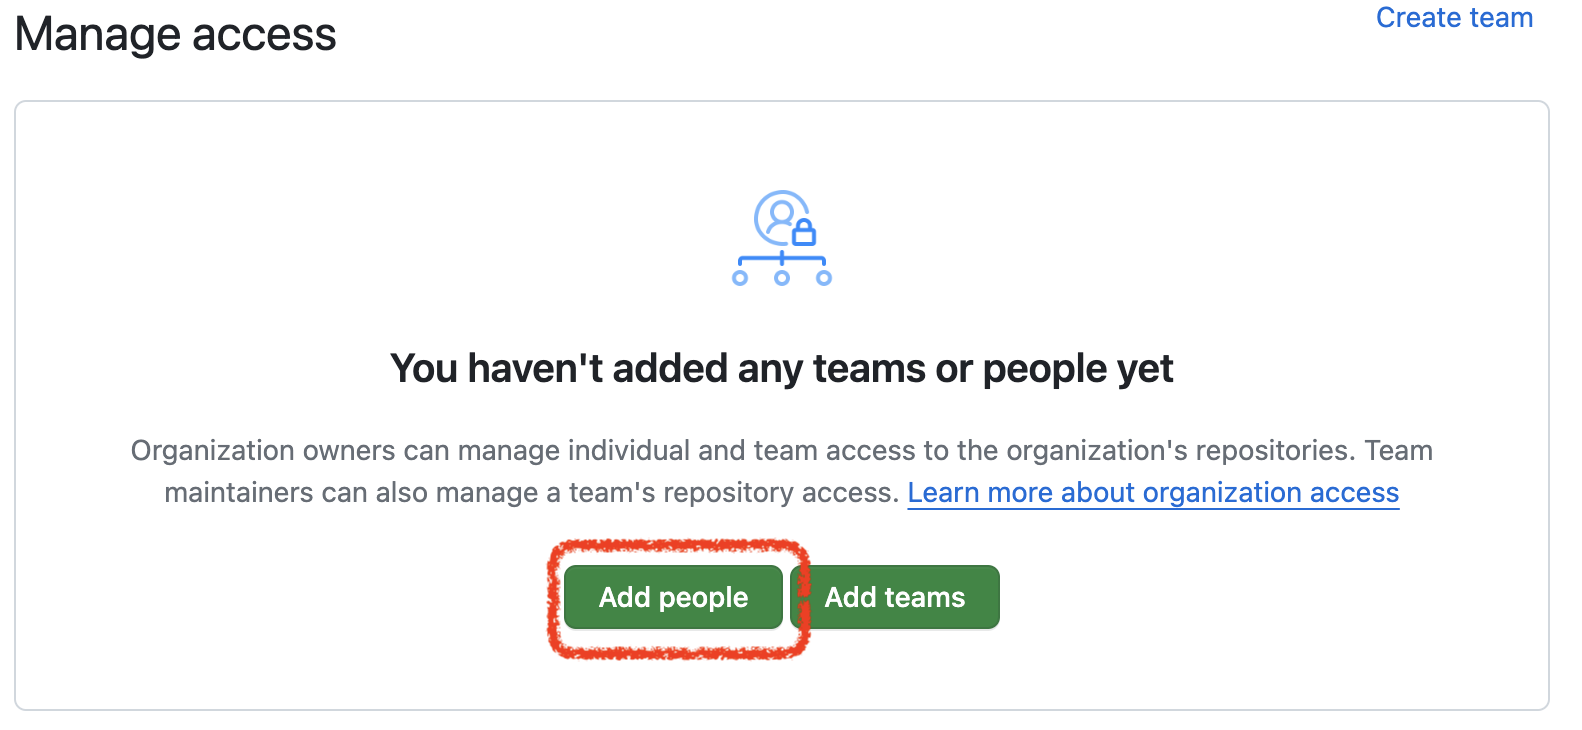 Manage access
Create team
You haven't added any teams or people yet
Organization owners can manage individual and team access to the organization's repositories. Team
maintainers can also manage a team's repository access. Learn more about organization access
Add people
Add teams